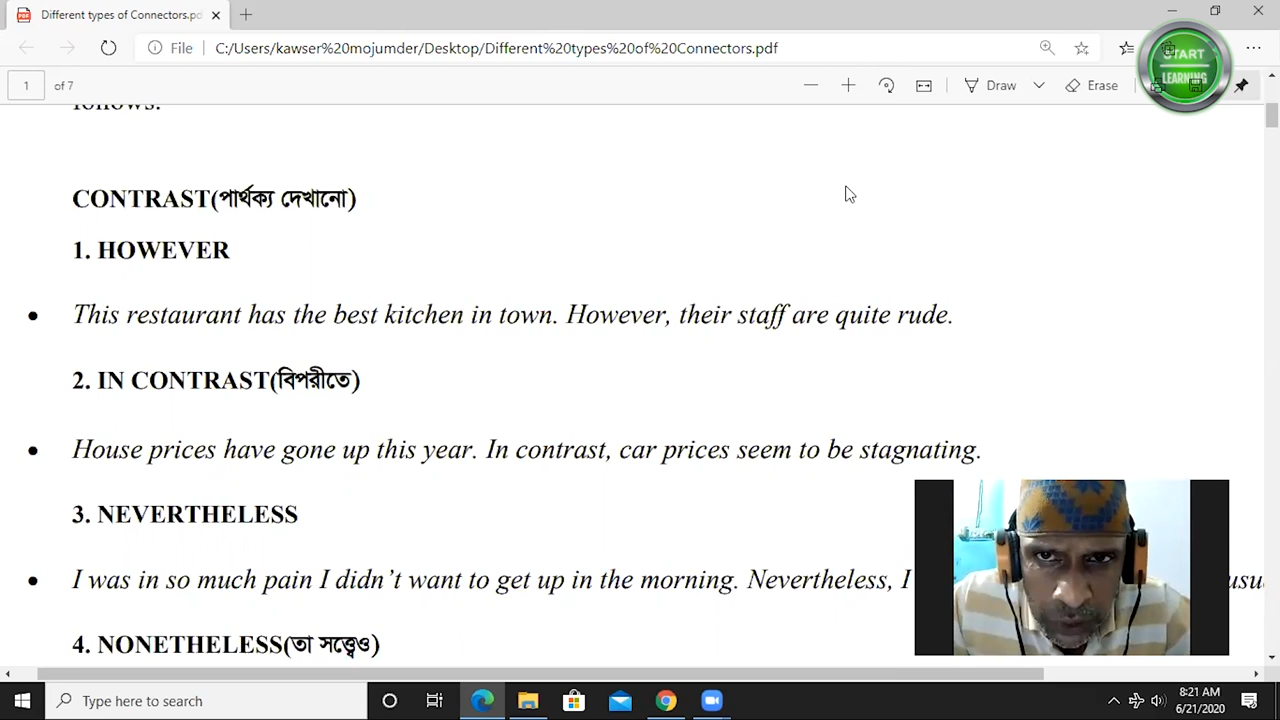 Different types of Connectors.pd
File
C:/Users/kawser%20mojumder/Desktop/Different%20types%20of%20Connectors.pdf
START
LEARNING
1 of 7
Draw
Erase
follows:
CONTRAST(পার্থক্য দেখানো)
1. HOWEVER
• This restaurant has the best kitchen in town. However, their staff are quite rude.
2. IN CONTRAST(বিপরীতে)
• House prices have gone up this year. In contrast, car prices seem to be stagnating.
3. NEVERTHELESS
• I was in so much pain I didn’t want to get up in the morning. Nevertheless, I
4. NONETHELESS(তা সত্ত্বেও)
Type here to search
8:21 AM
6/21/2020